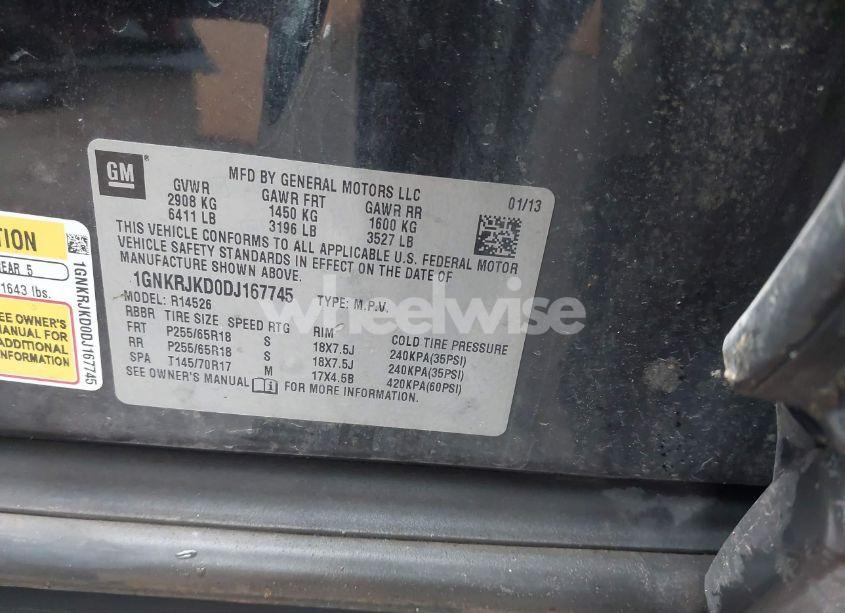 GM
MFD BY GENERAL MOTORS LLC
01/13
GVWR GAWR FRT GAWR RR
2908 KG 1450 KG 1600 KG
6411 LB 3196 LB 3527 LB
THIS VEHICLE CONFORMS TO ALL APPLICABLE U.S. FEDERAL MOTOR
VEHICLE SAFETY STANDARDS IN EFFECT ON THE DATE OF
MANUFACTURE SHOWN ABOVE.
1GNKRJKD0DJ167745 TYPE: M.P.V.
MODEL: R14526
RBBR TIRE SIZE SPEED RTG RIM COLD TIRE PRESSURE
FRT P255/65R18 S 18X7.5J 240KPA(35PSI)
RR P255/65R18 S 18X7.5J 240KPA(35PSI)
SPA T145/70R17 M 17X4.5B 420KPA(60PSI)
SEE OWNER'S MANUAL FOR MORE INFORMATION.
TION
EAR 5
1643 lbs.
SEE OWNER'S
MANUAL FOR
ADDITIONAL
INFORMATION
1GNKRJKD0DJ167745
wheelwise